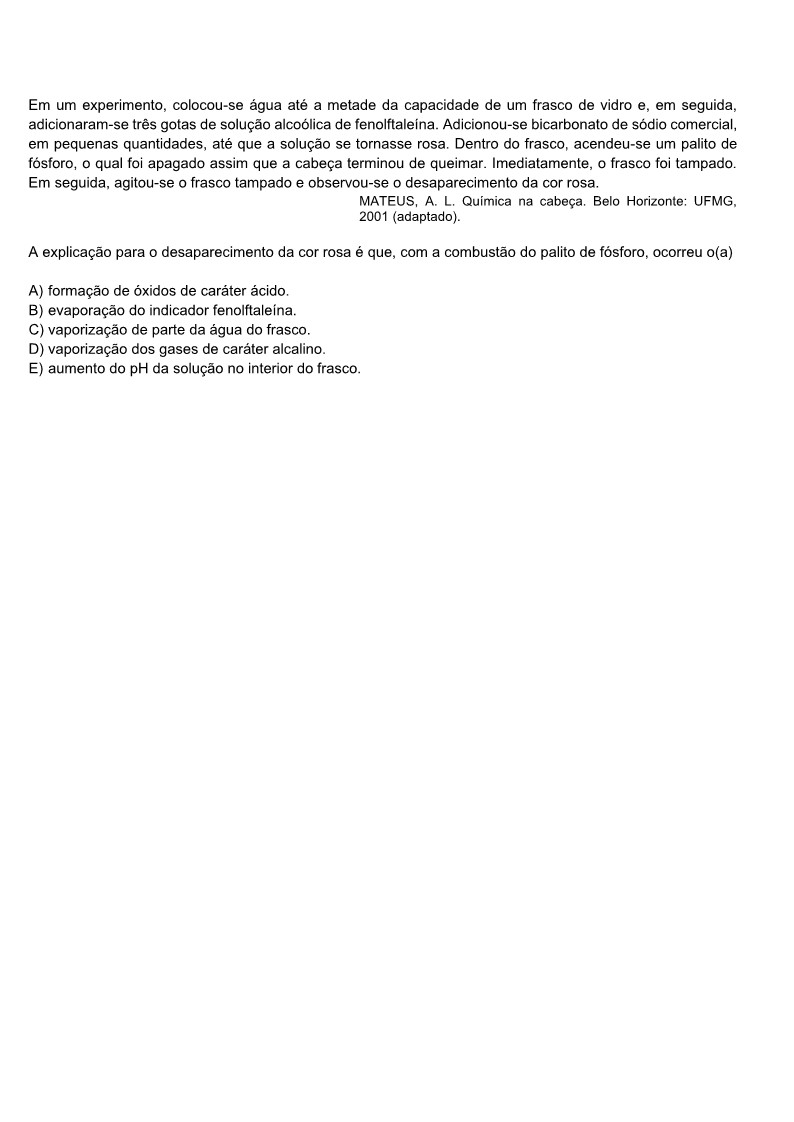 Em um experimento, colocou-se água até a metade da capacidade de um frasco de vidro e, em seguida,
adicionaram-se três gotas de solução alcoólica de fenolftaleína. Adicionou-se bicarbonato de sódio comercial,
em pequenas quantidades, até que a solução se tornasse rosa. Dentro do frasco, acendeu-se um palito de
fósforo, o qual foi apagado assim que a cabeça terminou de queimar. Imediatamente, o frasco foi tampado.
Em seguida, agitou-se o frasco tampado e observou-se o desaparecimento da cor rosa.
MATEUS, A. L. Química na cabeça. Belo Horizonte: UFMG,
2001 (adaptado).
A explicação para o desaparecimento da cor rosa é que, com a combustão do palito de fósforo, ocorreu o(a)
A) formação de óxidos de caráter ácido.
B) evaporação do indicador fenolftaleína.
C) vaporização de parte da água do frasco.
D) vaporização dos gases de caráter alcalino.
E) aumento do pH da solução no interior do frasco.